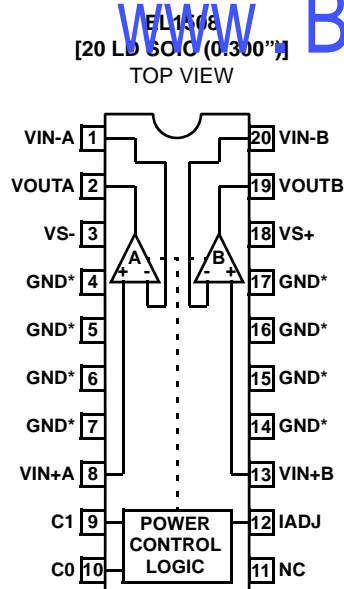 www.B
EL1508
[20 LD SOIC (0.300”)]
TOP VIEW
VIN-A 1 20 VIN-B
VOUTA 2 19 VOUTB
VS- 3 18 VS+
A B
+ - - +
GND* 4 17 GND*
GND* 5 16 GND*
GND* 6 15 GND*
GND* 7 14 GND*
VIN+A 8 13 VIN+B
C1 9 12 IADJ
POWER
CONTROL
LOGIC
C0 10 11 NC